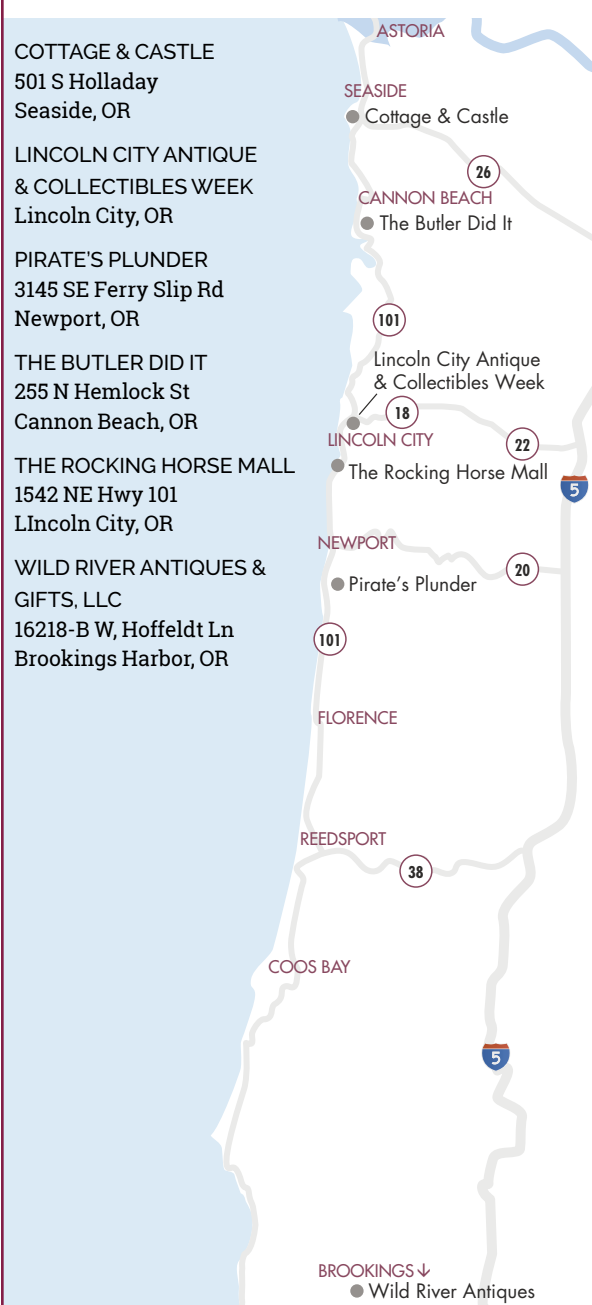 COTTAGE & CASTLE
501 S Holladay
Seaside, OR
LINCOLN CITY ANTIQUE
& COLLECTIBLES WEEK
Lincoln City, OR
PIRATE'S PLUNDER
3145 SE Ferry Slip Rd
Newport, OR
THE BUTLER DID IT
255 N Hemlock St
Cannon Beach, OR
THE ROCKING HORSE MALL
1542 NE Hwy 101
LIncoln City, OR
WILD RIVER ANTIQUES &
GIFTS, LLC
16218-B W, Hoffeldt Ln
Brookings Harbor, OR
ASTORIA
SEASIDE
Cottage & Castle
26
CANNON BEACH
The Butler Did It
101
Lincoln City Antique
& Collectibles Week
18
LINCOLN CITY
22
The Rocking Horse Mall
5
NEWPORT
20
Pirate's Plunder
101
FLORENCE
REEDSPORT
38
COOS BAY
5
BROOKINGS ↓
Wild River Antiques